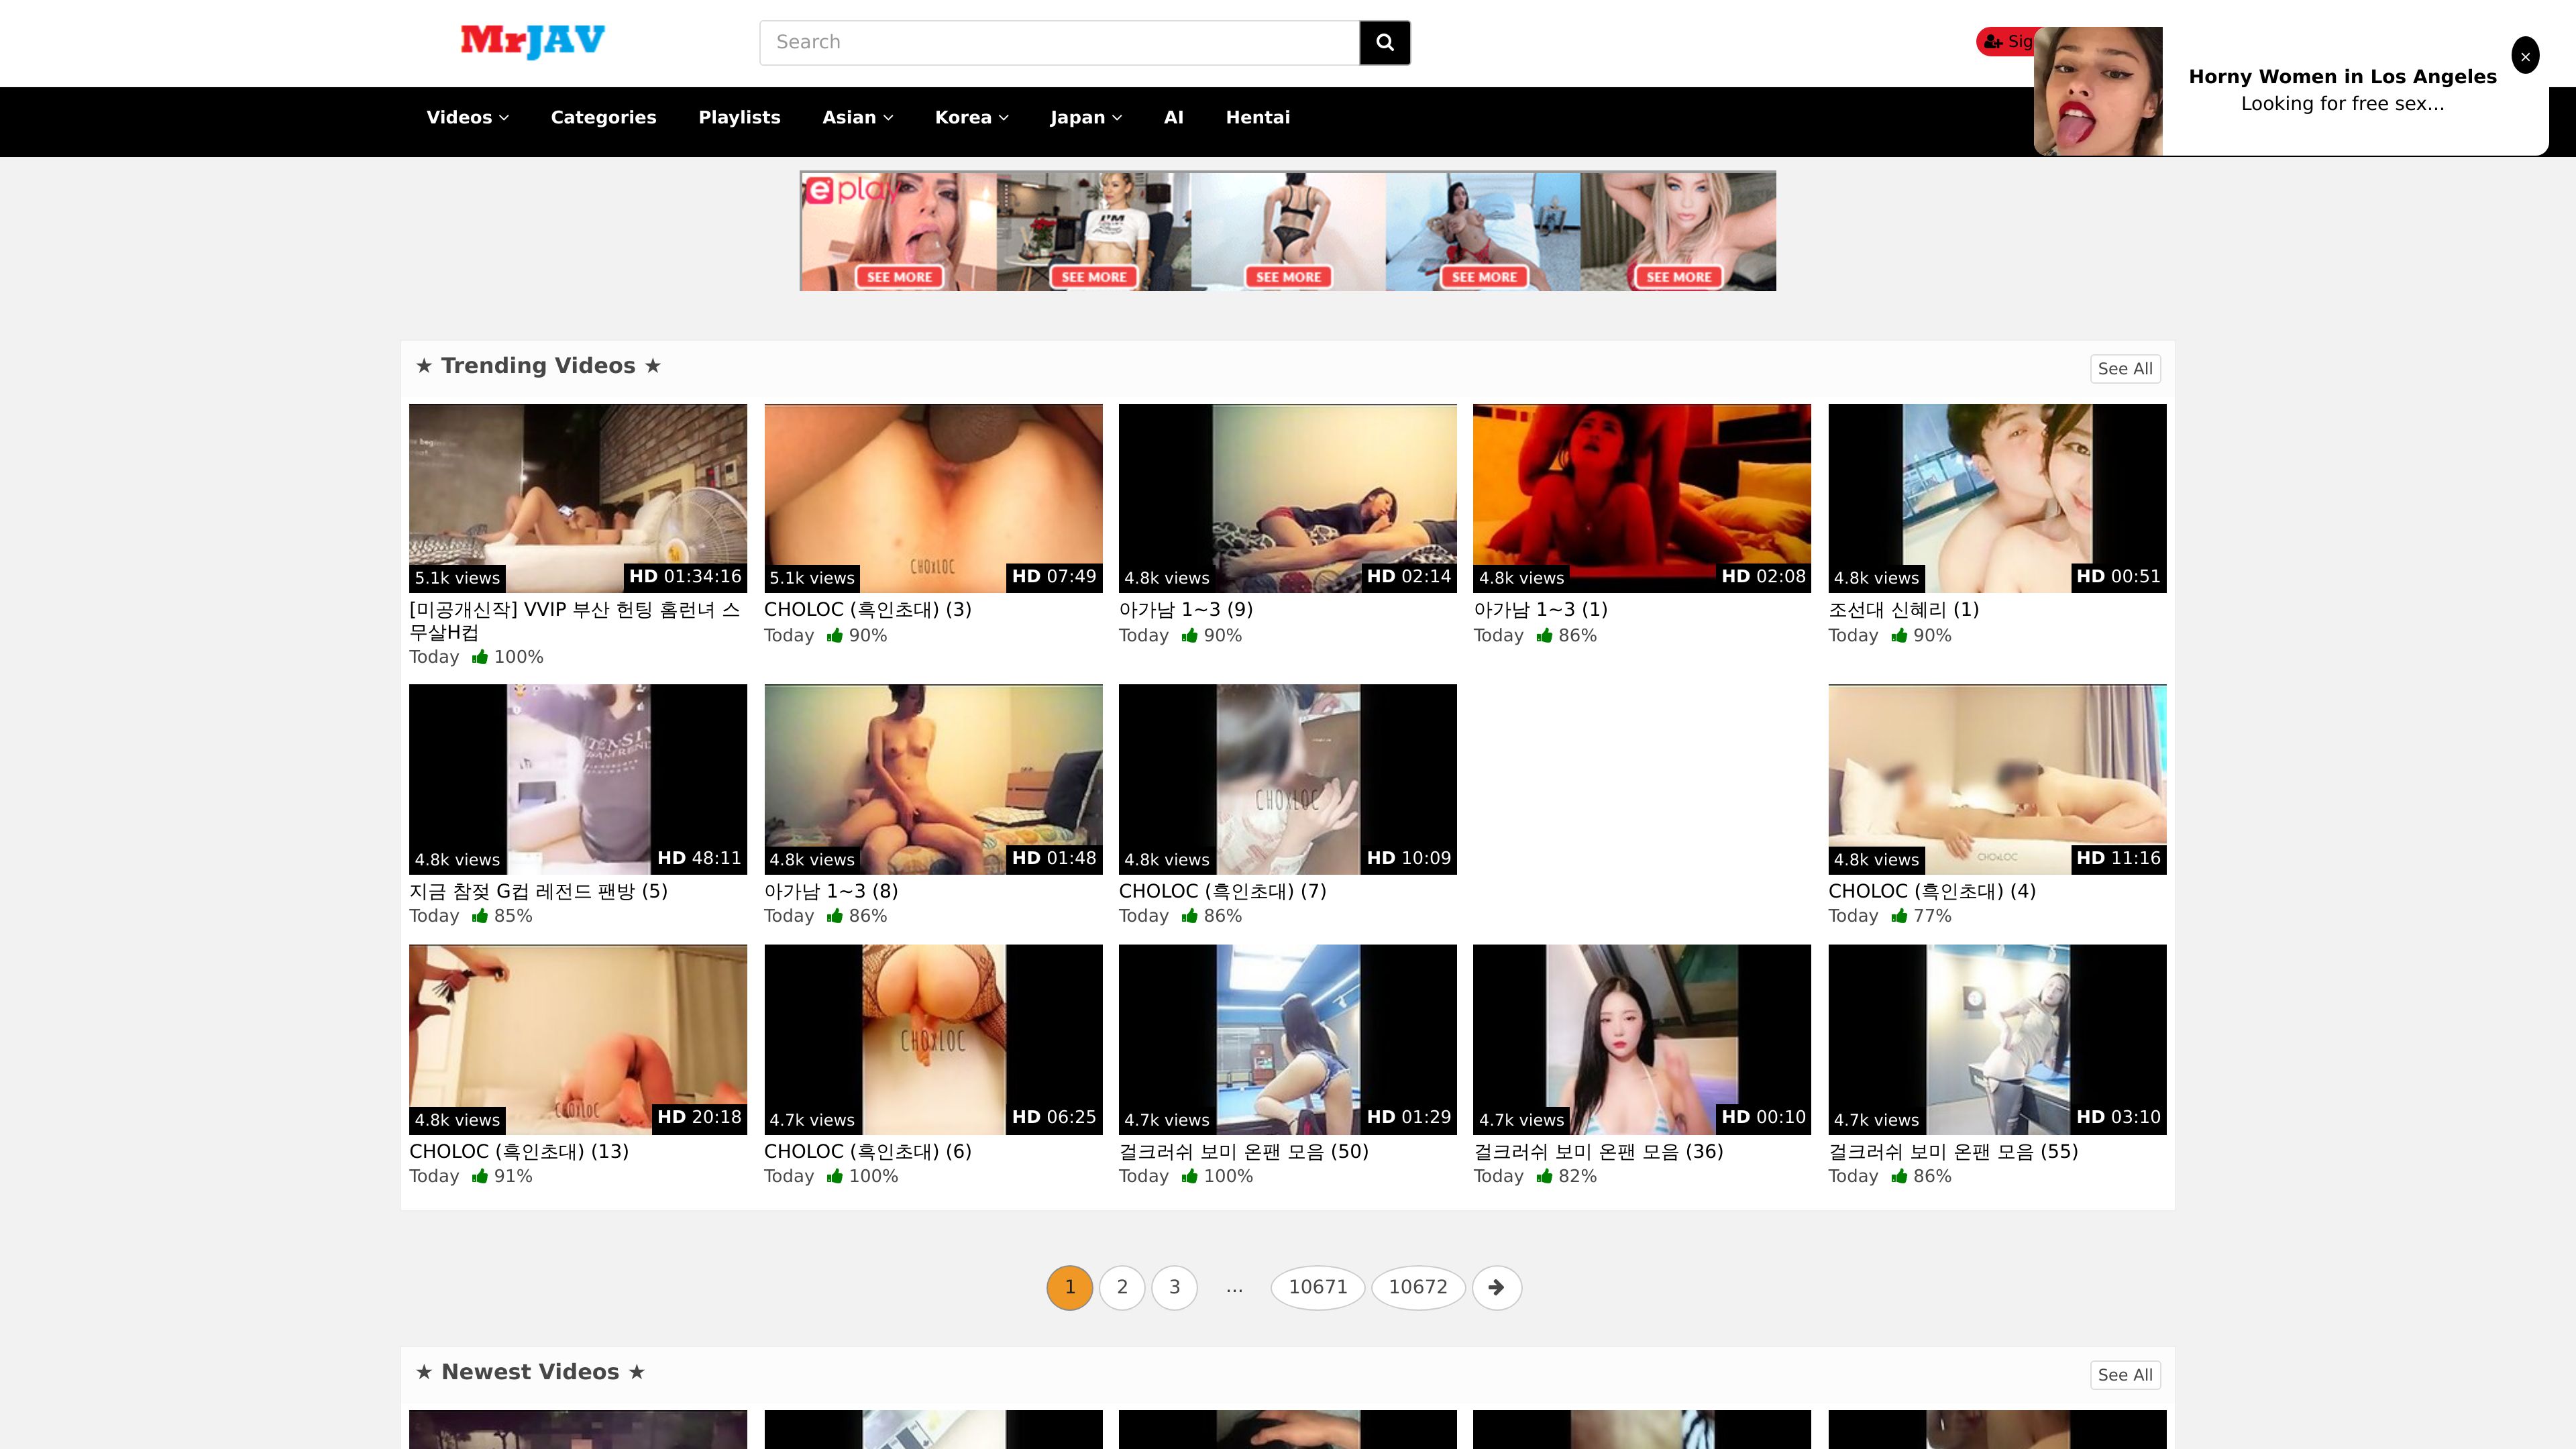 MrJAV
Search
Sig
Horny Women in Los Angeles
Looking for free sex...
×
Videos
Categories
Playlists
Asian
Korea
Japan
AI
Hentai
e play
I'M
SEE MORE
SEE MORE
SEE MORE
SEE MORE
SEE MORE
★ Trending Videos ★
See All
5.1k views
HD 01:34:16
CHOxLOC
5.1k views
HD 07:49
4.8k views
HD 02:14
4.8k views
HD 02:08
4.8k views
HD 00:51
[미공개신작] VVIP 부산 헌팅 홈런녀 스
무살H컵
Today 100%
CHOLOC (흑인초대) (3)
Today 90%
아가남 1~3 (9)
Today 90%
아가남 1~3 (1)
Today 86%
조선대 신혜리 (1)
Today 90%
4.8k views
HD 48:11
4.8k views
HD 01:48
CHOxLOC
4.8k views
HD 10:09
CHOxLOC
4.8k views
HD 11:16
지금 참젖 G컵 레전드 팬방 (5)
Today 85%
아가남 1~3 (8)
Today 86%
CHOLOC (흑인초대) (7)
Today 86%
CHOLOC (흑인초대) (4)
Today 77%
CHOxLOC
4.8k views
HD 20:18
CHOxLOC
4.7k views
HD 06:25
4.7k views
HD 01:29
4.7k views
HD 00:10
4.7k views
HD 03:10
CHOLOC (흑인초대) (13)
Today 91%
CHOLOC (흑인초대) (6)
Today 100%
걸크러쉬 보미 온팬 모음 (50)
Today 100%
걸크러쉬 보미 온팬 모음 (36)
Today 82%
걸크러쉬 보미 온팬 모음 (55)
Today 86%
1 2 3 ... 10671 10672
★ Newest Videos ★
See All